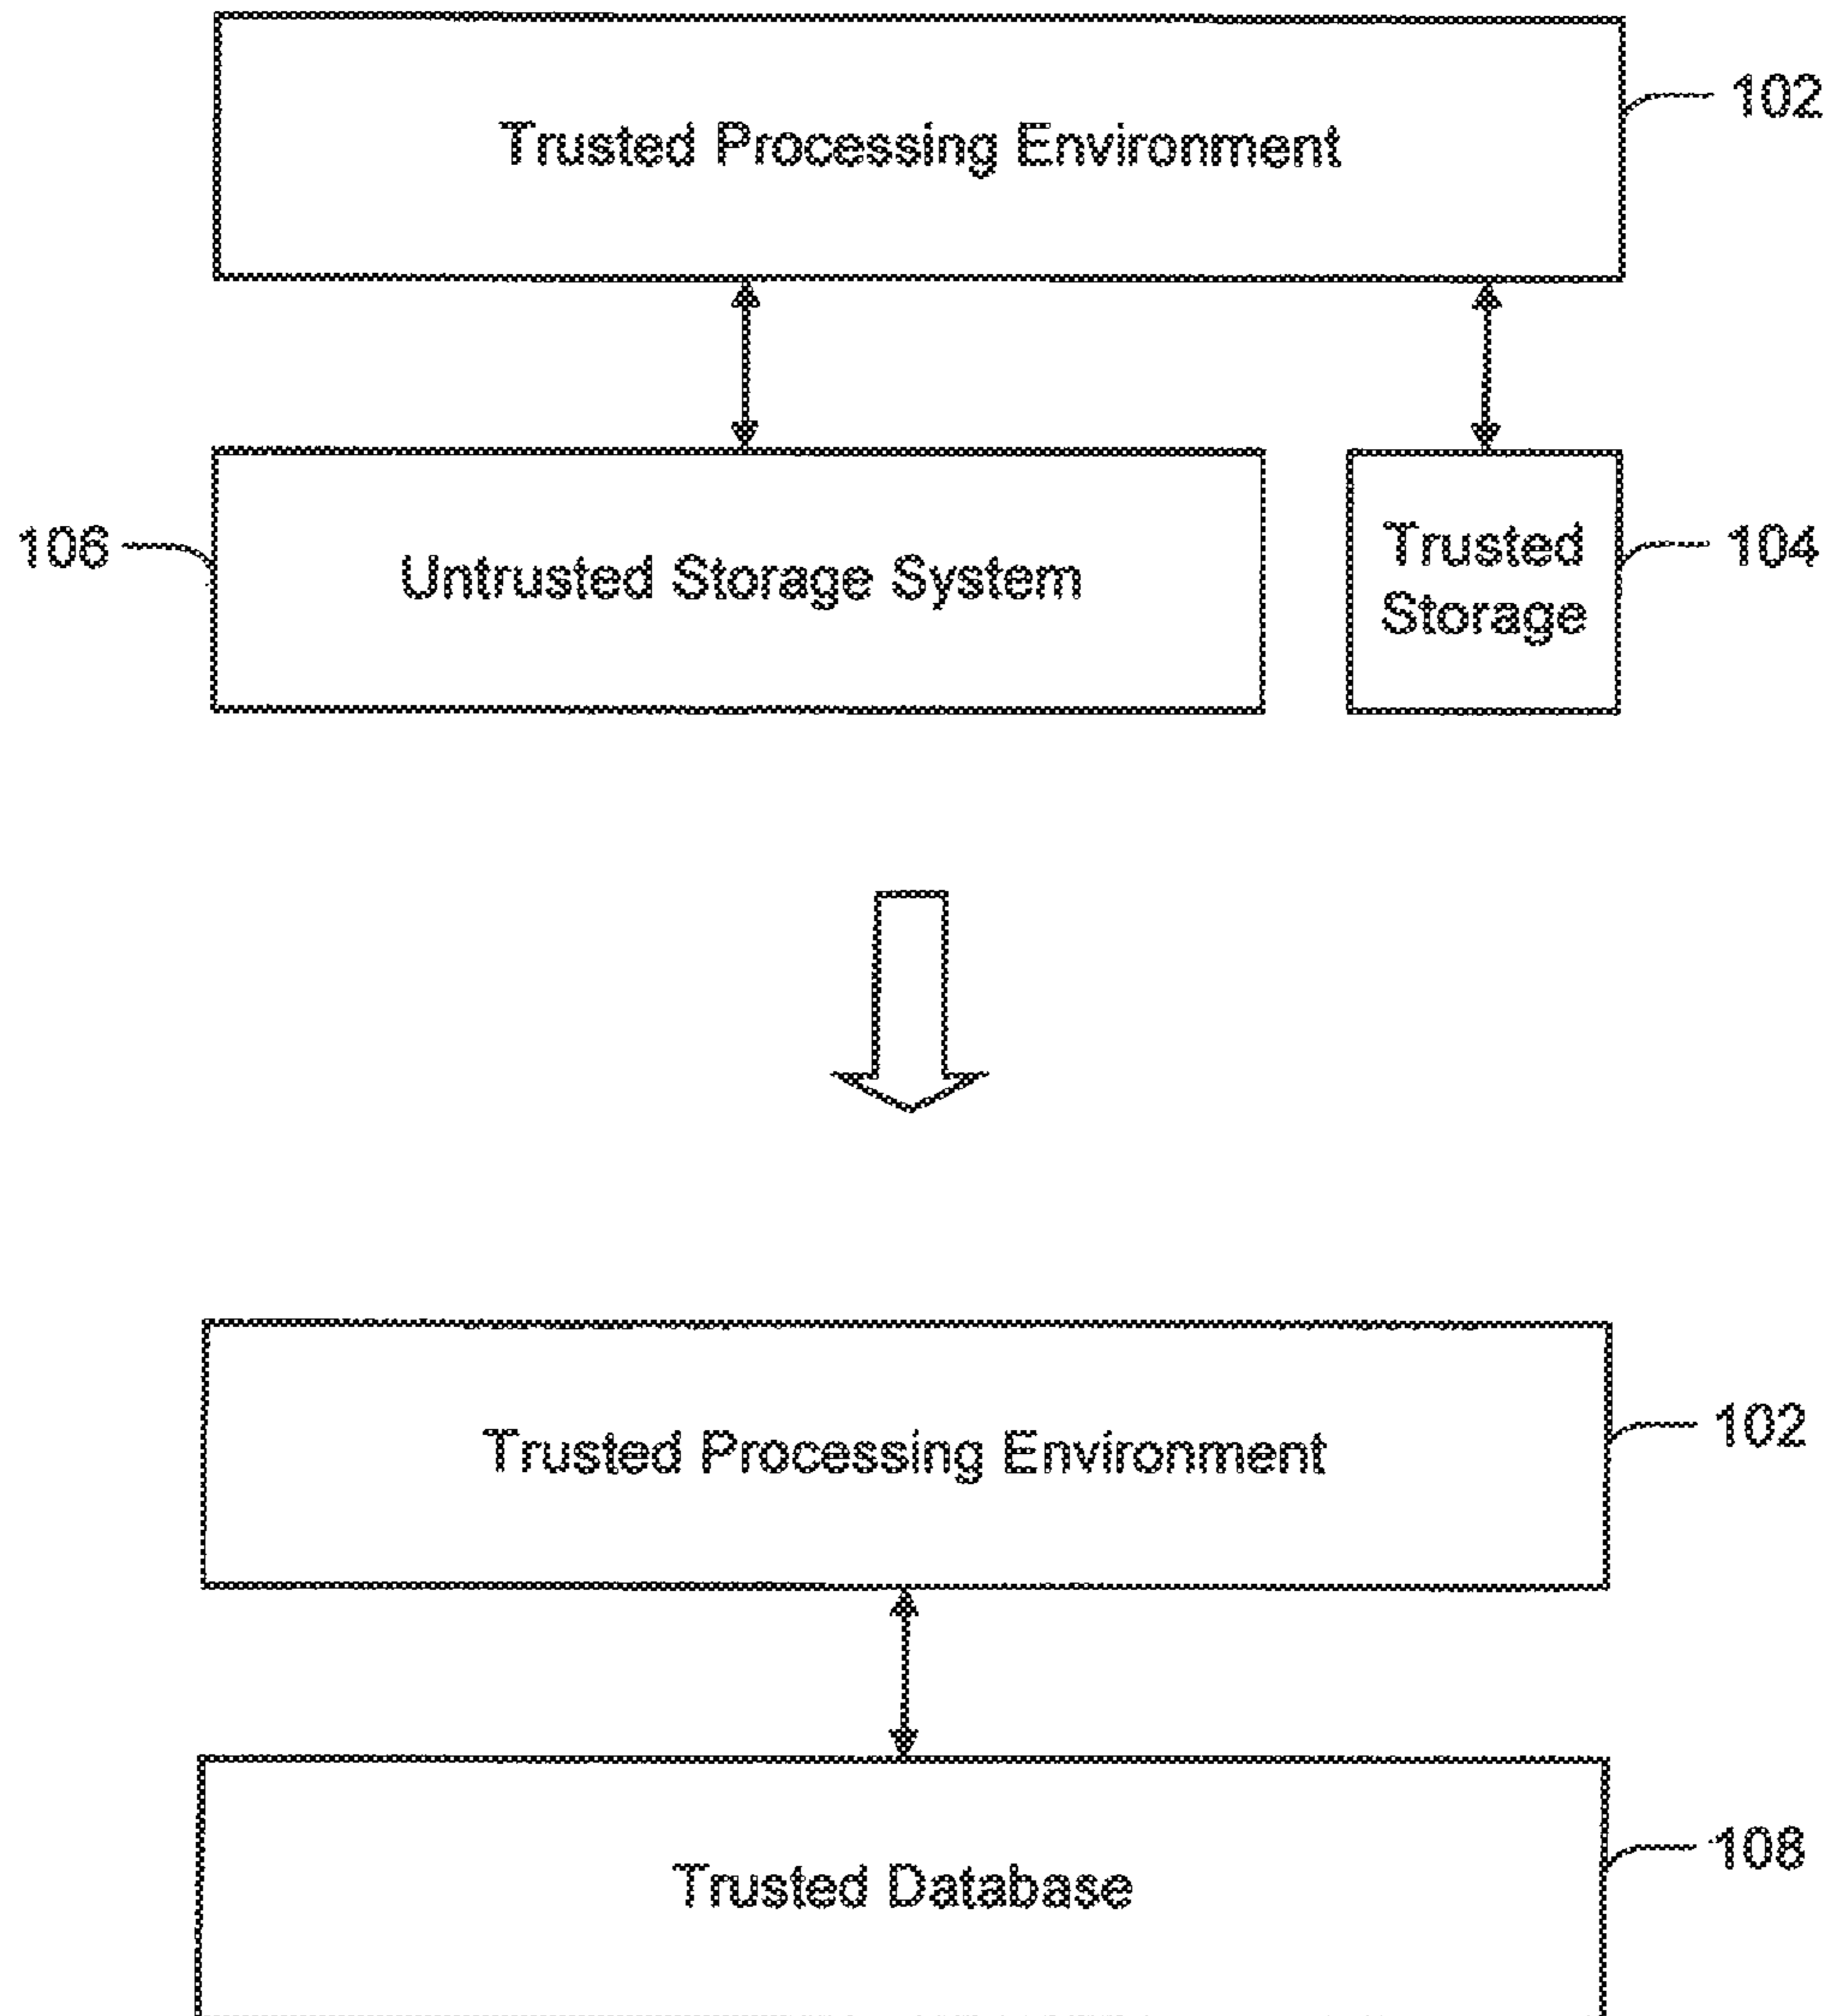 Trusted Processing Environment
102
106
Untrusted Storage System
Trusted
Storage
104
Trusted Processing Environment
102
Trusted Database
108